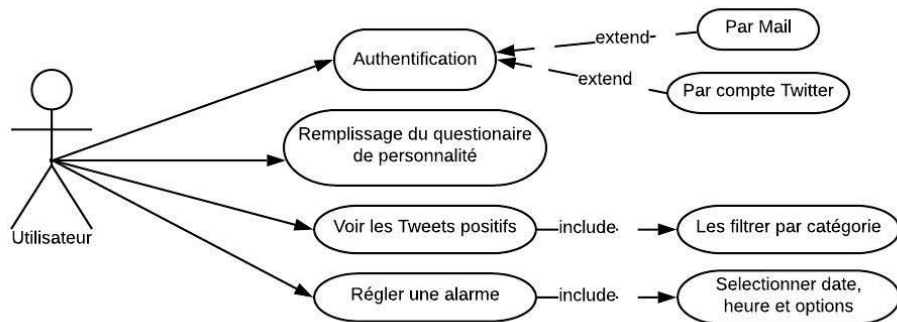 Par Mail
extend
Authentification
extend
Par compte Twitter
Remplissage du questionaire
de personnalité
Utilisateur
Voir les Tweets positifs
include
Les filtrer par catégorie
Régler une alarme
include
Selectionner date,
heure et options